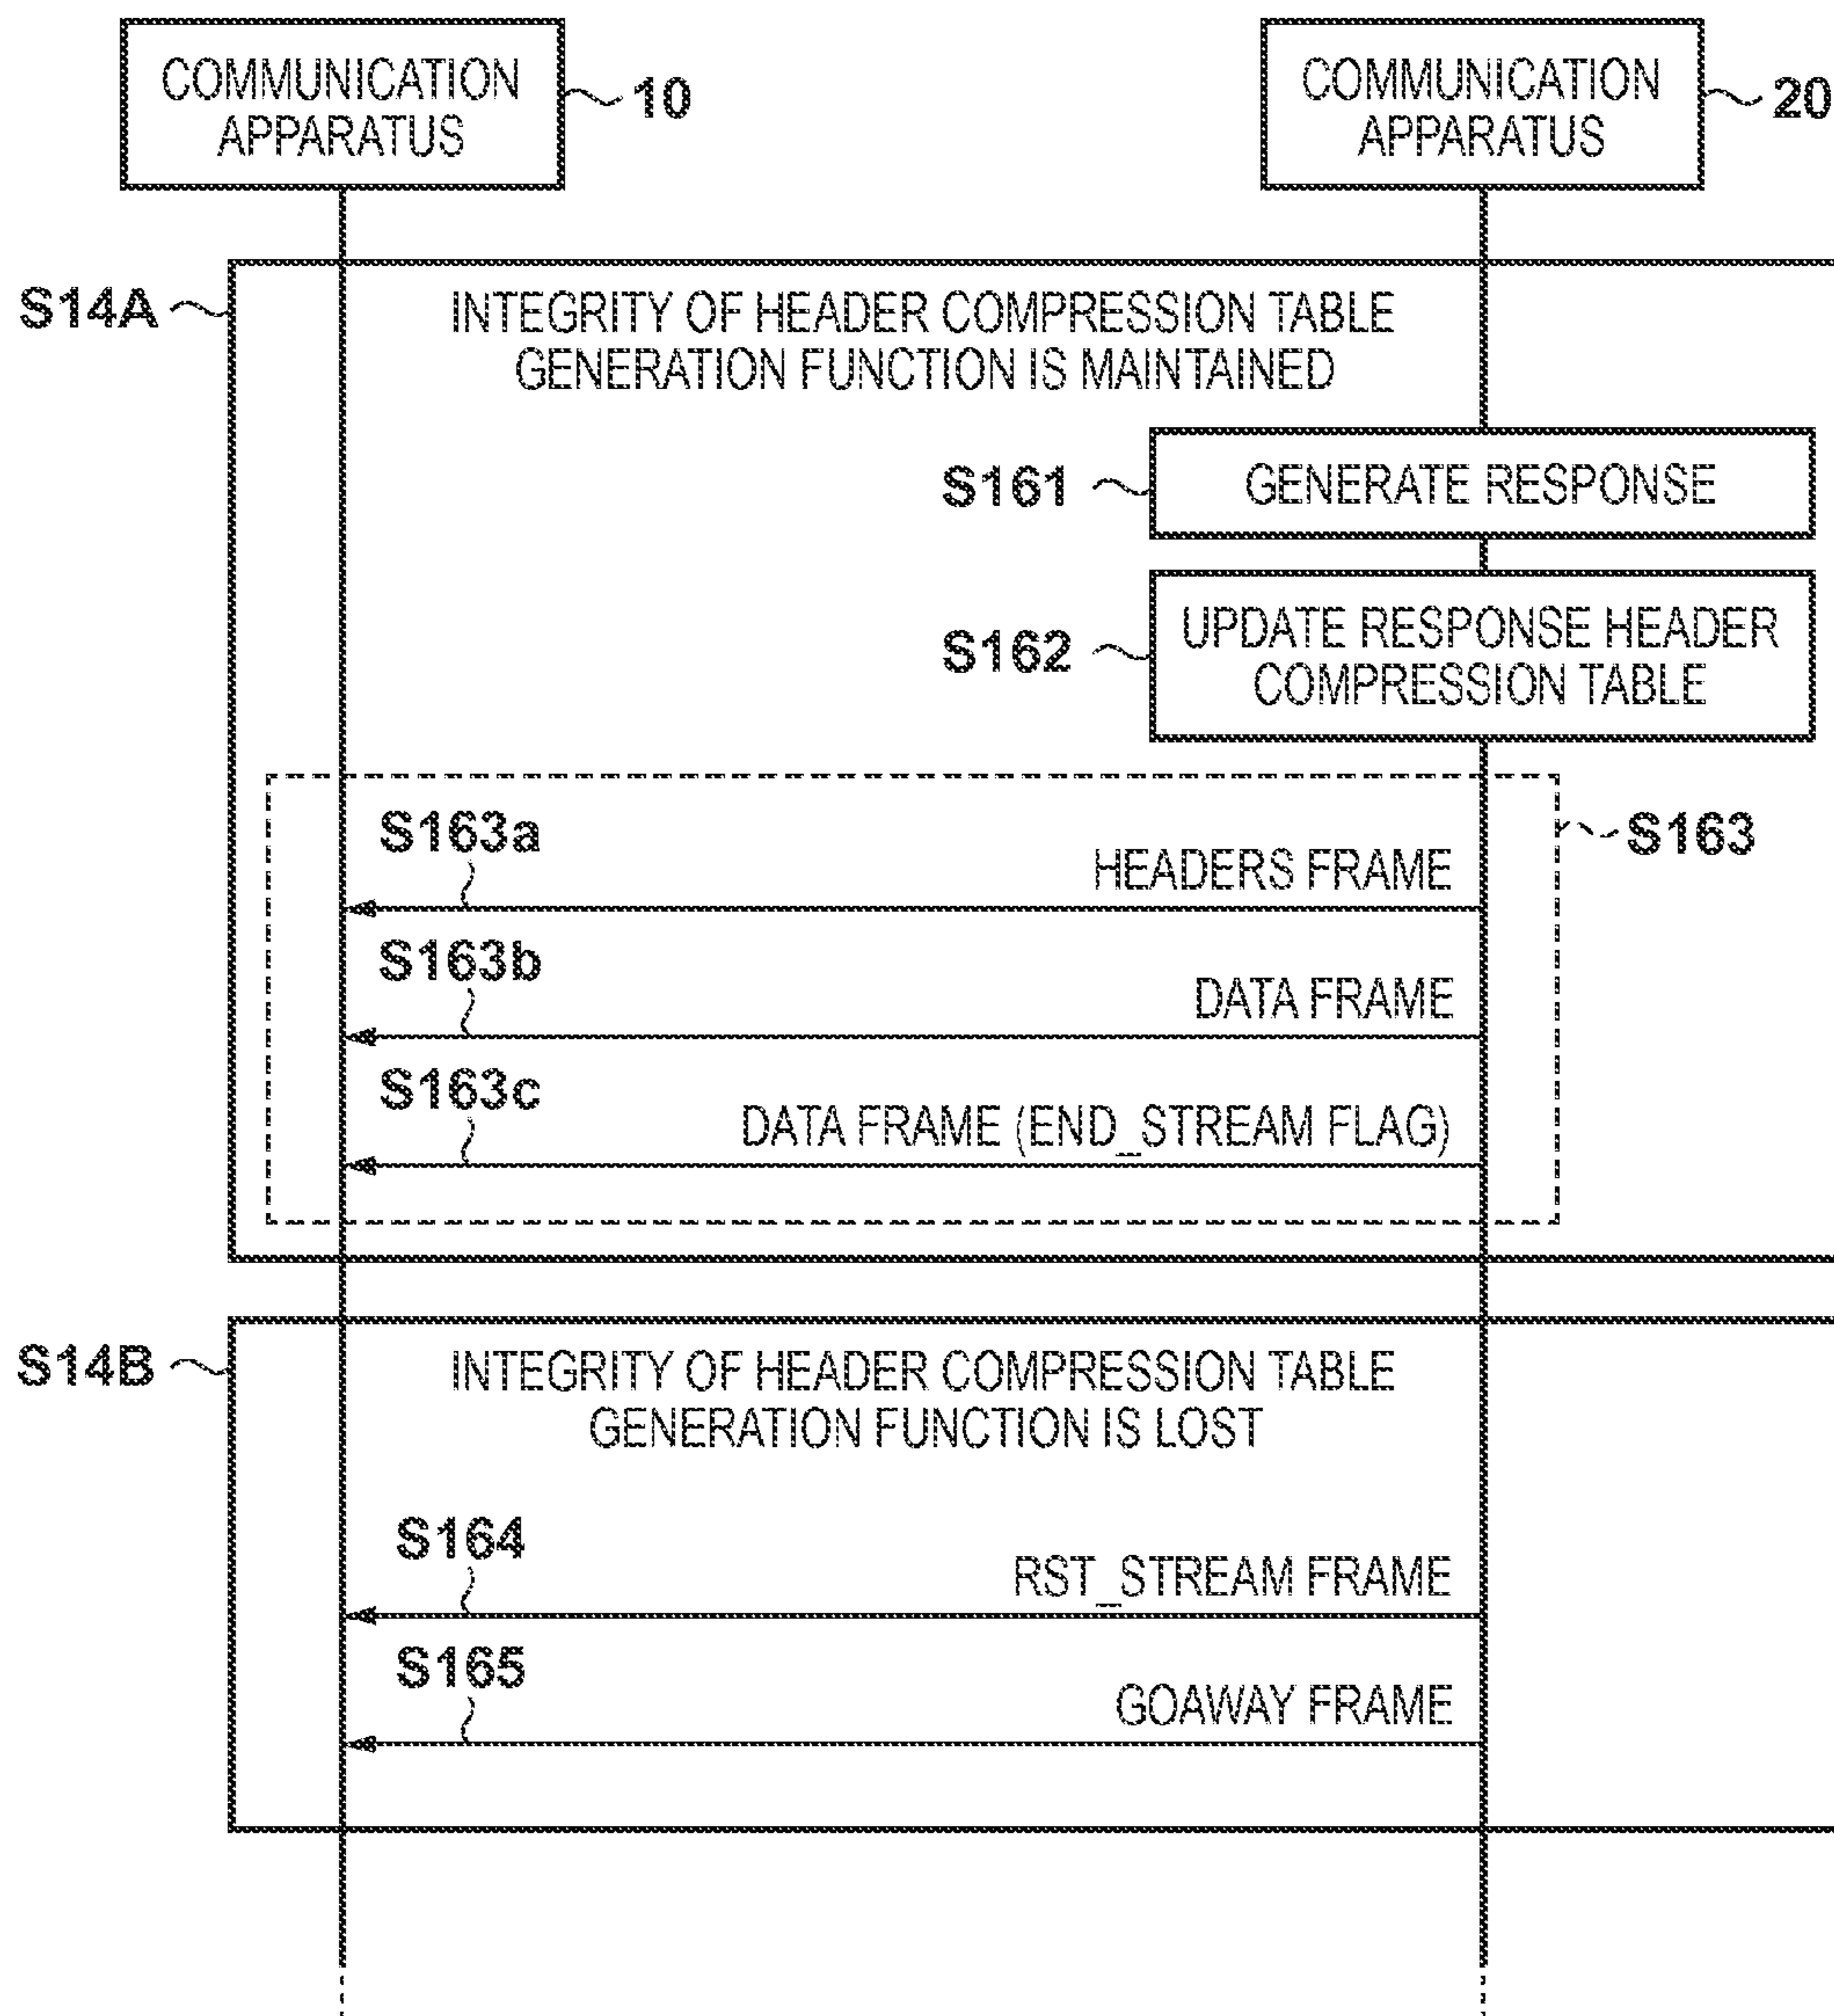 COMMUNICATION
APPARATUS
10
COMMUNICATION
APPARATUS
20
S14A
INTEGRITY OF HEADER COMPRESSION TABLE
GENERATION FUNCTION IS MAINTAINED
S161
GENERATE RESPONSE
S162
UPDATE RESPONSE HEADER
COMPRESSION TABLE
S163a
HEADERS FRAME
S163
S163b
DATA FRAME
S163c
DATA FRAME (END_STREAM FLAG)
S14B
INTEGRITY OF HEADER COMPRESSION TABLE
GENERATION FUNCTION IS LOST
S164
RST_STREAM FRAME
S165
GOAWAY FRAME